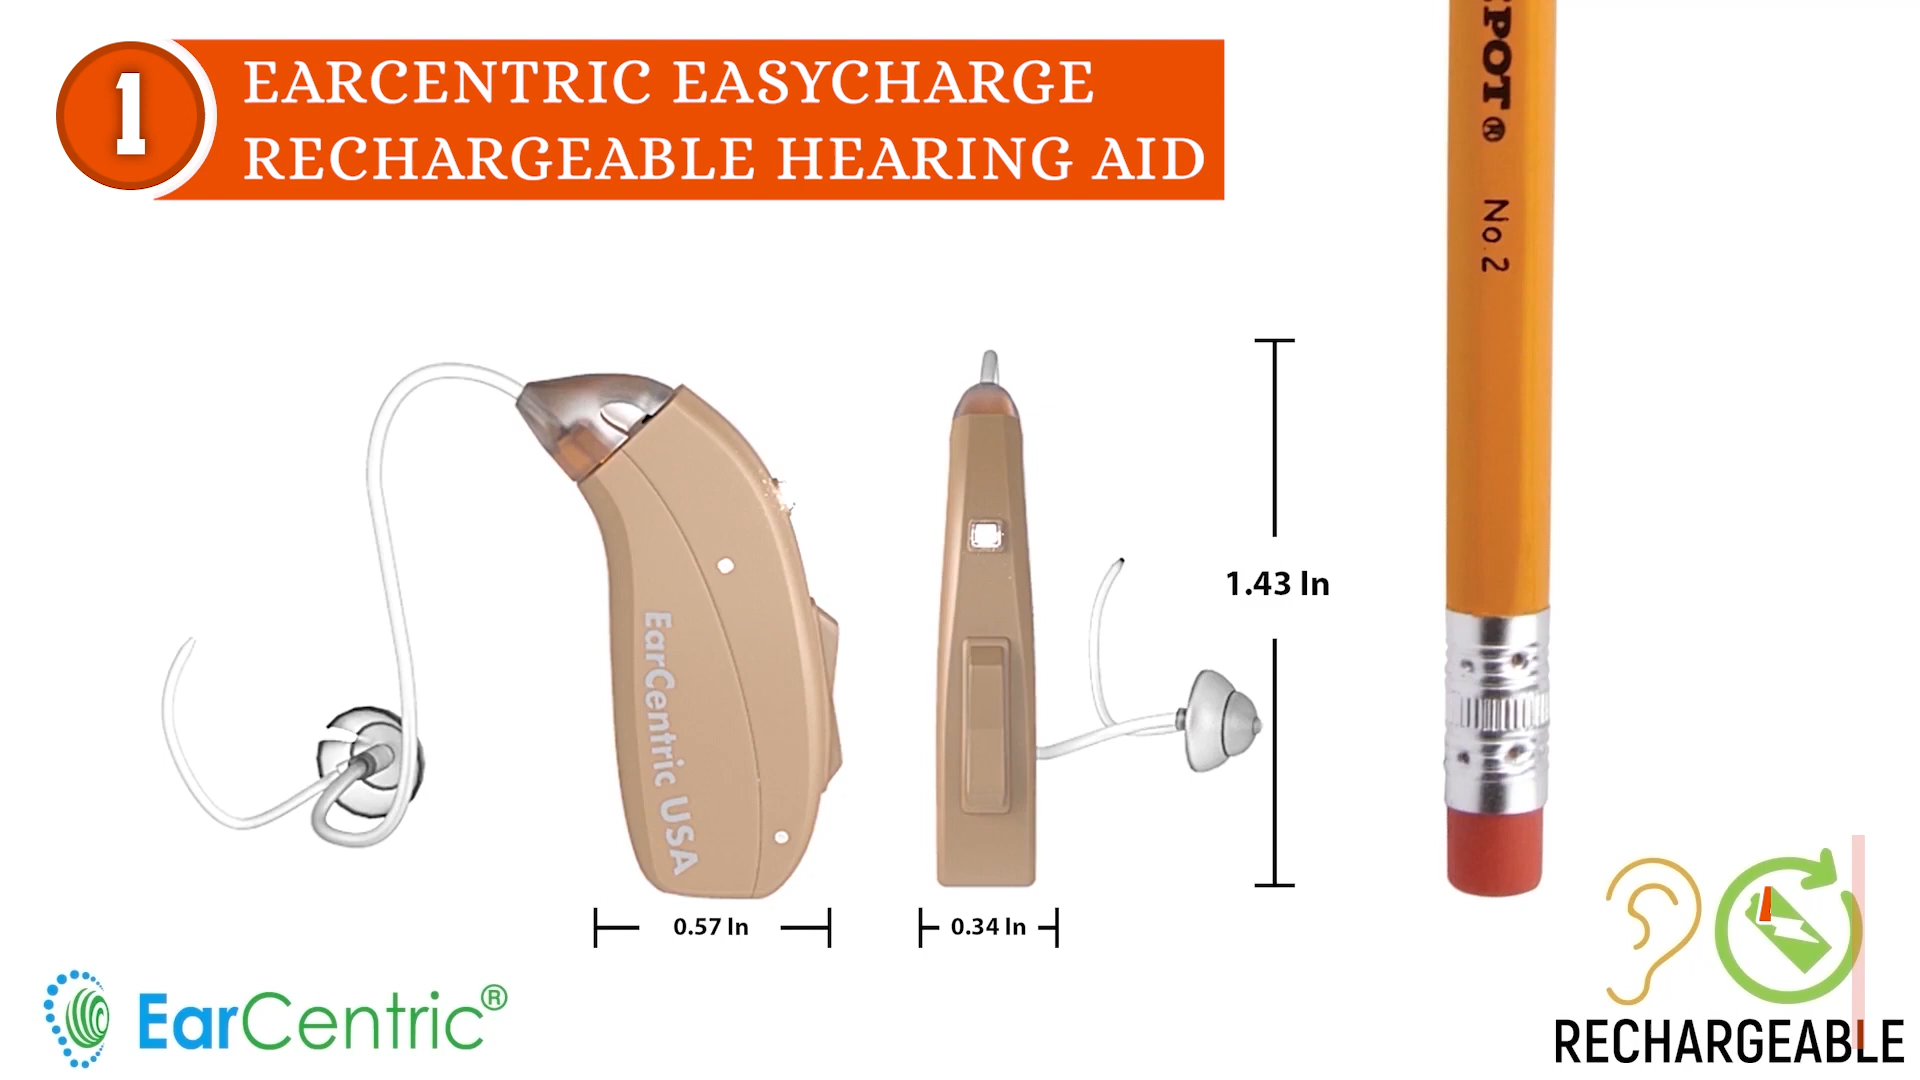 1
EARCENTRIC EASYCHARGE
RECHARGEABLE HEARING AID
POT®
No.2
1.43 In
EarCentric USA
0.57 In
0.34 In
EarCentric®
RECHARGEABLE